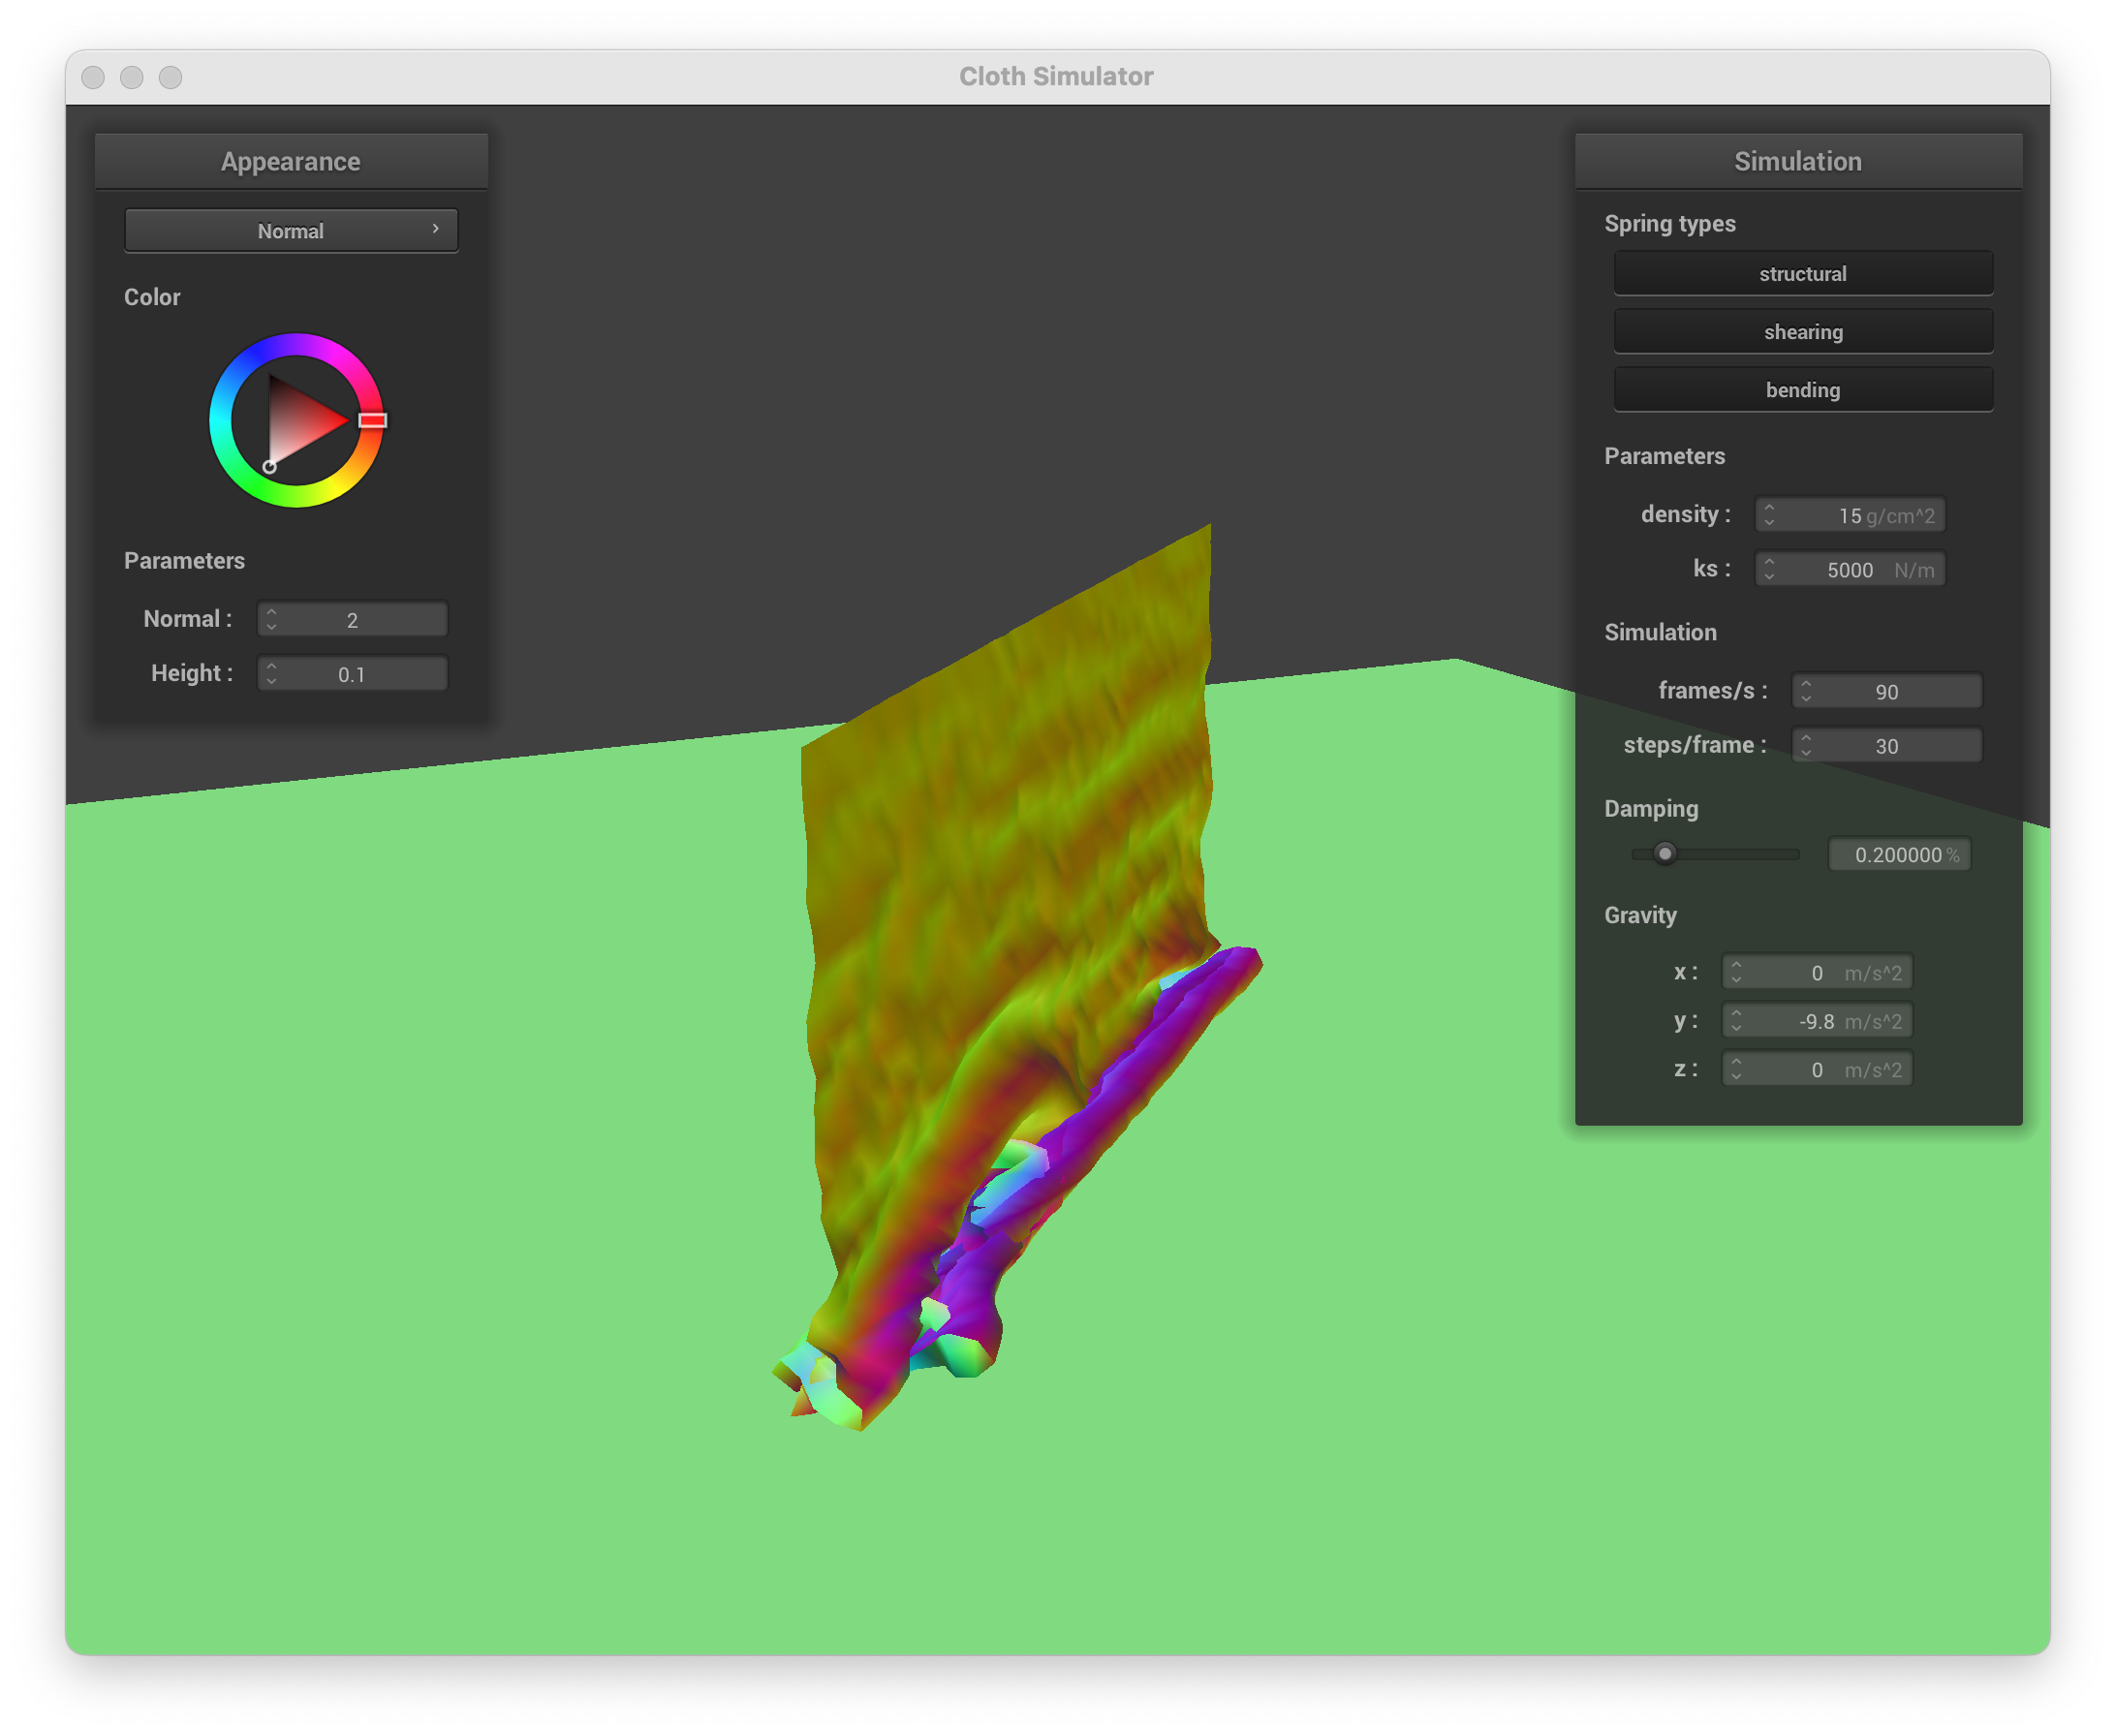 Cloth Simulator
Appearance
Normal
Color
Parameters
Normal :
2
Height :
0.1
Simulation
Spring types
structural
shearing
bending
Parameters
density :
15 g/cm^2
ks :
5000 N/m
Simulation
frames/s :
90
steps/frame :
30
Damping
0.200000 %
Gravity
x :
0 m/s^2
y :
-9.8 m/s^2
z :
0 m/s^2